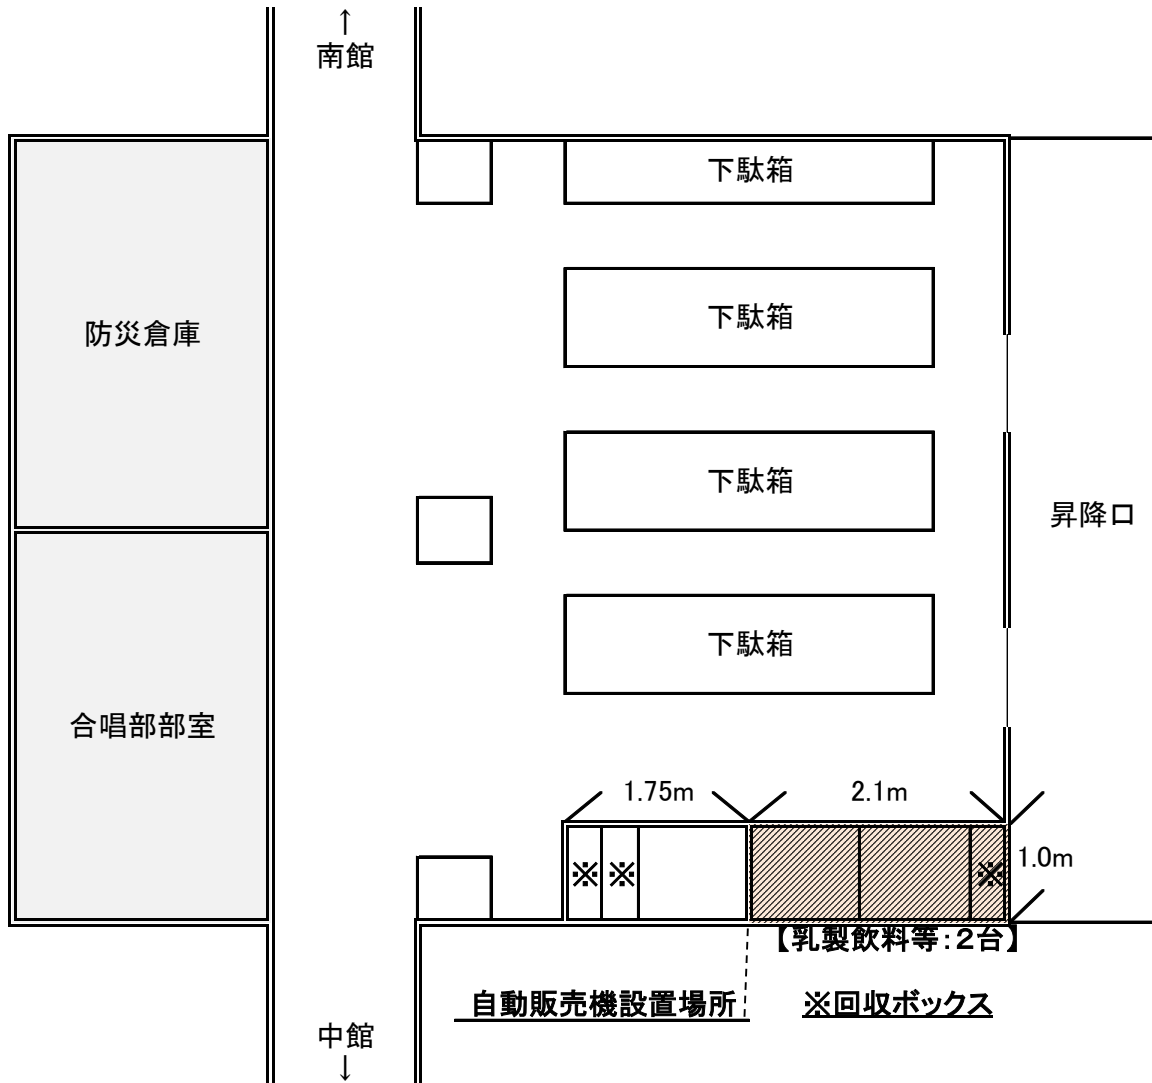 ↑
南館
下駄箱
下駄箱
防災倉庫
下駄箱
昇降口
下駄箱
合唱部部室
1.75m
2.1m
1.0m
※
※
※
【乳製飲料等：２台】
自動販売機設置場所
※回収ボックス
中館
↓